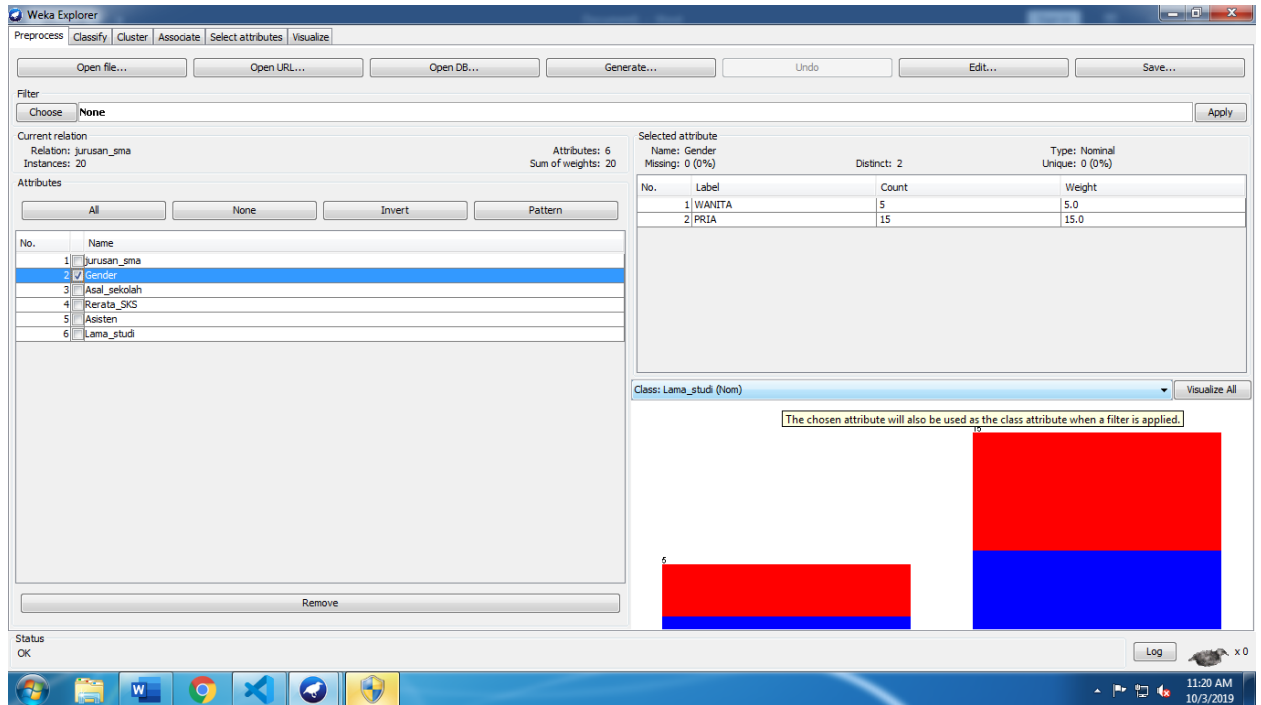 Weka Explorer
Preprocess Classify Cluster Associate Select attributes Visualize
Open file... Open URL... Open DB... Generate... Undo Edit... Save...
Filter
Choose None Apply
Current relation
Relation: jurusan_sma Attributes: 6
Instances: 20 Sum of weights: 20
Attributes
All None Invert Pattern
No. Name
1 jurusan_sma
2 Gender
3 Asal_sekolah
4 Rerata_SKS
5 Asisten
6 Lama_studi
Remove
Selected attribute
Name: Gender Type: Nominal
Missing: 0 (0%) Distinct: 2 Unique: 0 (0%)
No. Label Count Weight
1 WANITA 5 5.0
2 PRIA 15 15.0
Class: Lama_studi (Nom) Visualize All
The chosen attribute will also be used as the class attribute when a filter is applied.
15
5
Status
OK Log x 0
W
11:20 AM
10/3/2019